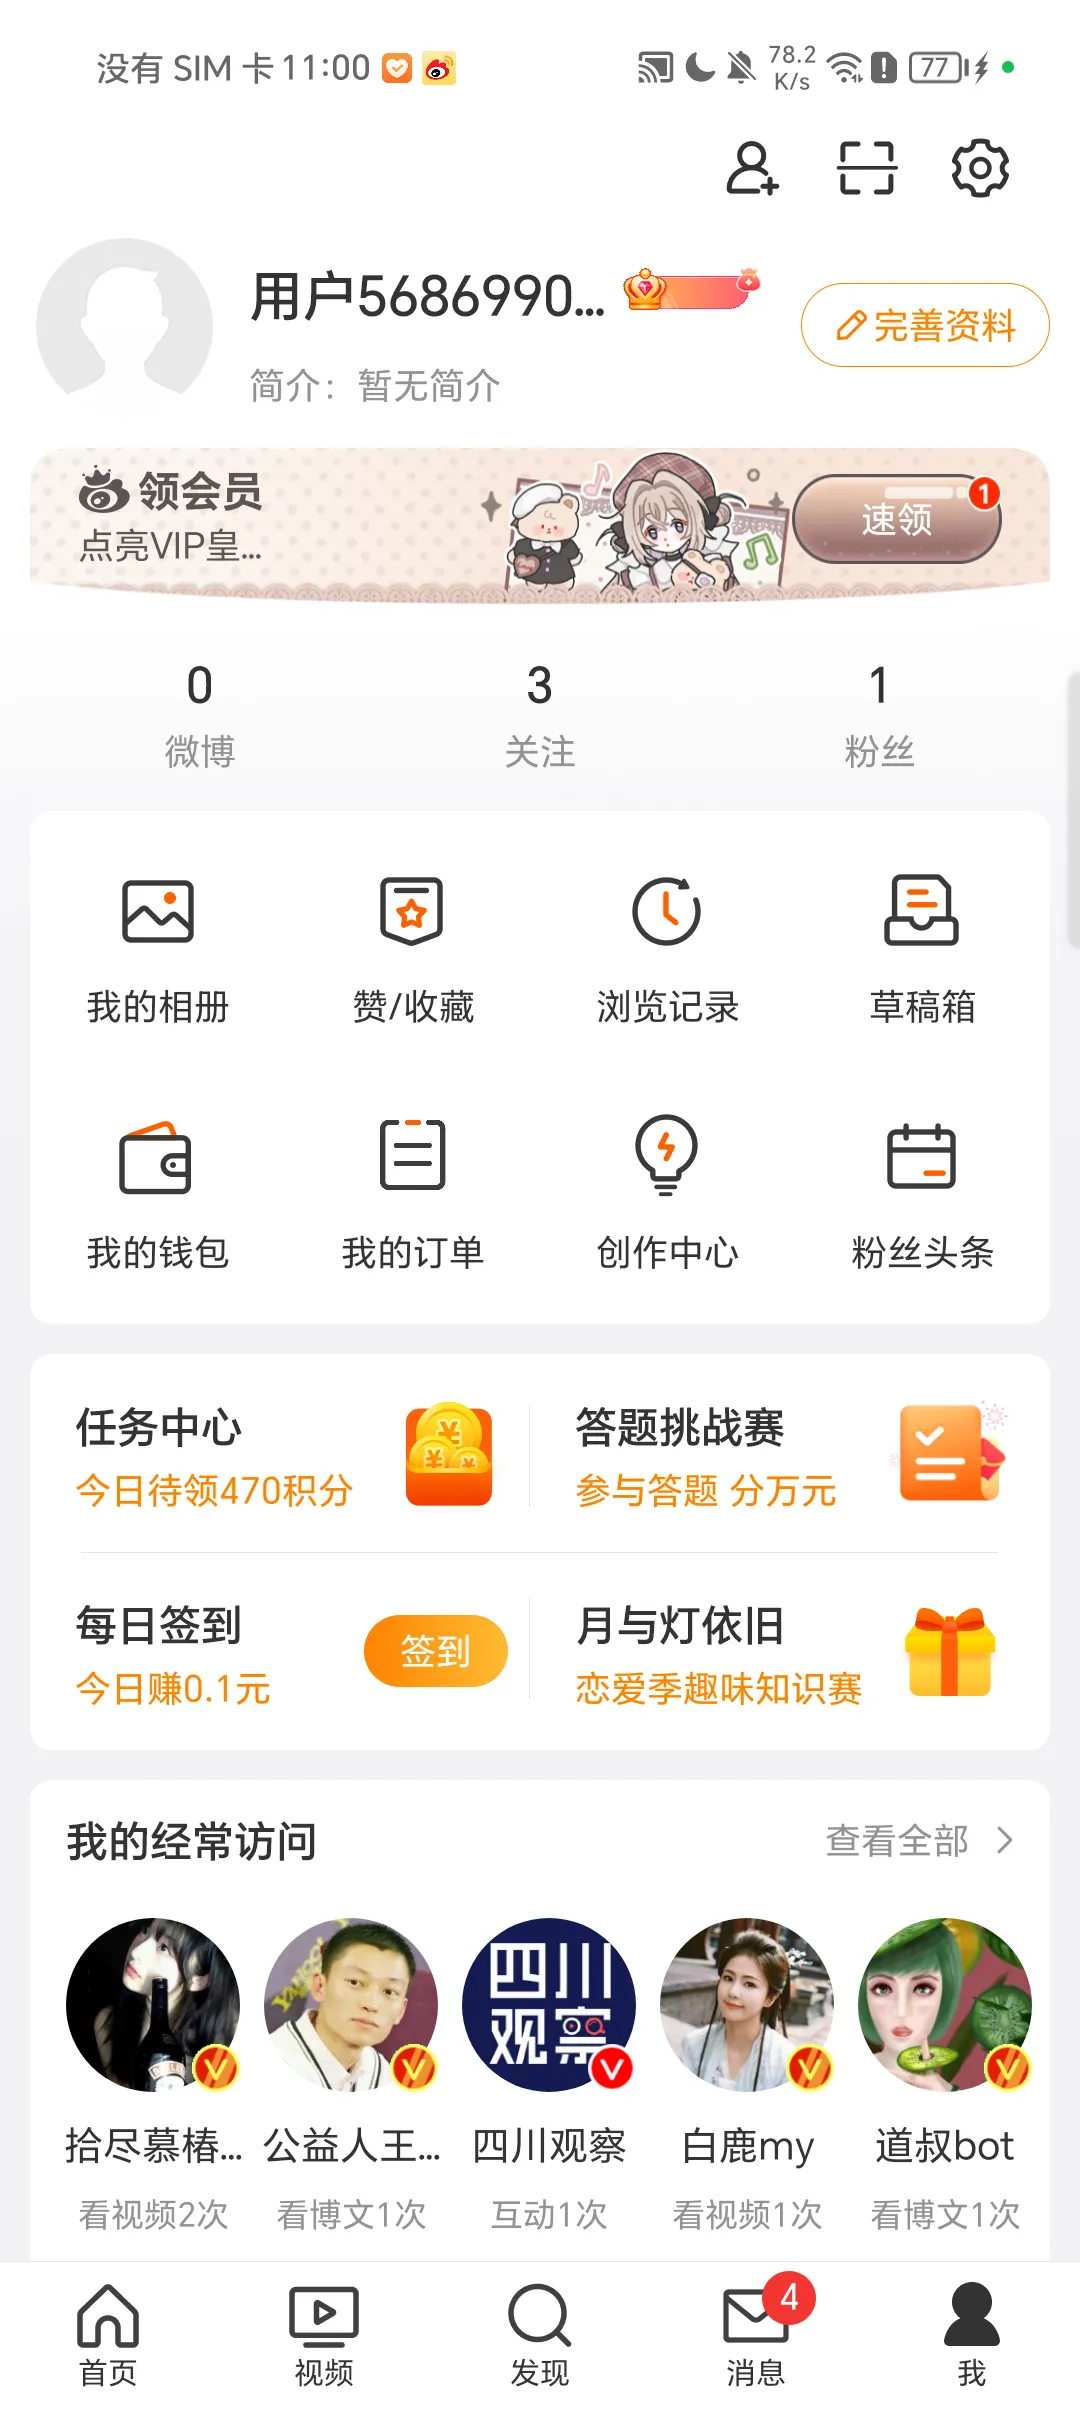 没有 SIM 卡 11:00
78.2
K/s
77
用户5686990...
简介：暂无简介
完善资料
领会员
点亮VIP皇...
速领
1
0
微博
3
关注
1
粉丝
我的相册
赞/收藏
浏览记录
草稿箱
我的钱包
我的订单
创作中心
粉丝头条
任务中心
今日待领470积分
答题挑战赛
参与答题 分万元
每日签到
今日赚0.1元
签到
月与灯依旧
恋爱季趣味知识赛
我的经常访问
查看全部
四川
观察
拾尽慕椿...
公益人王...
四川观察
白鹿my
道叔bot
看视频2次
看博文1次
互动1次
看视频1次
看博文1次
首页
视频
发现
4
消息
我